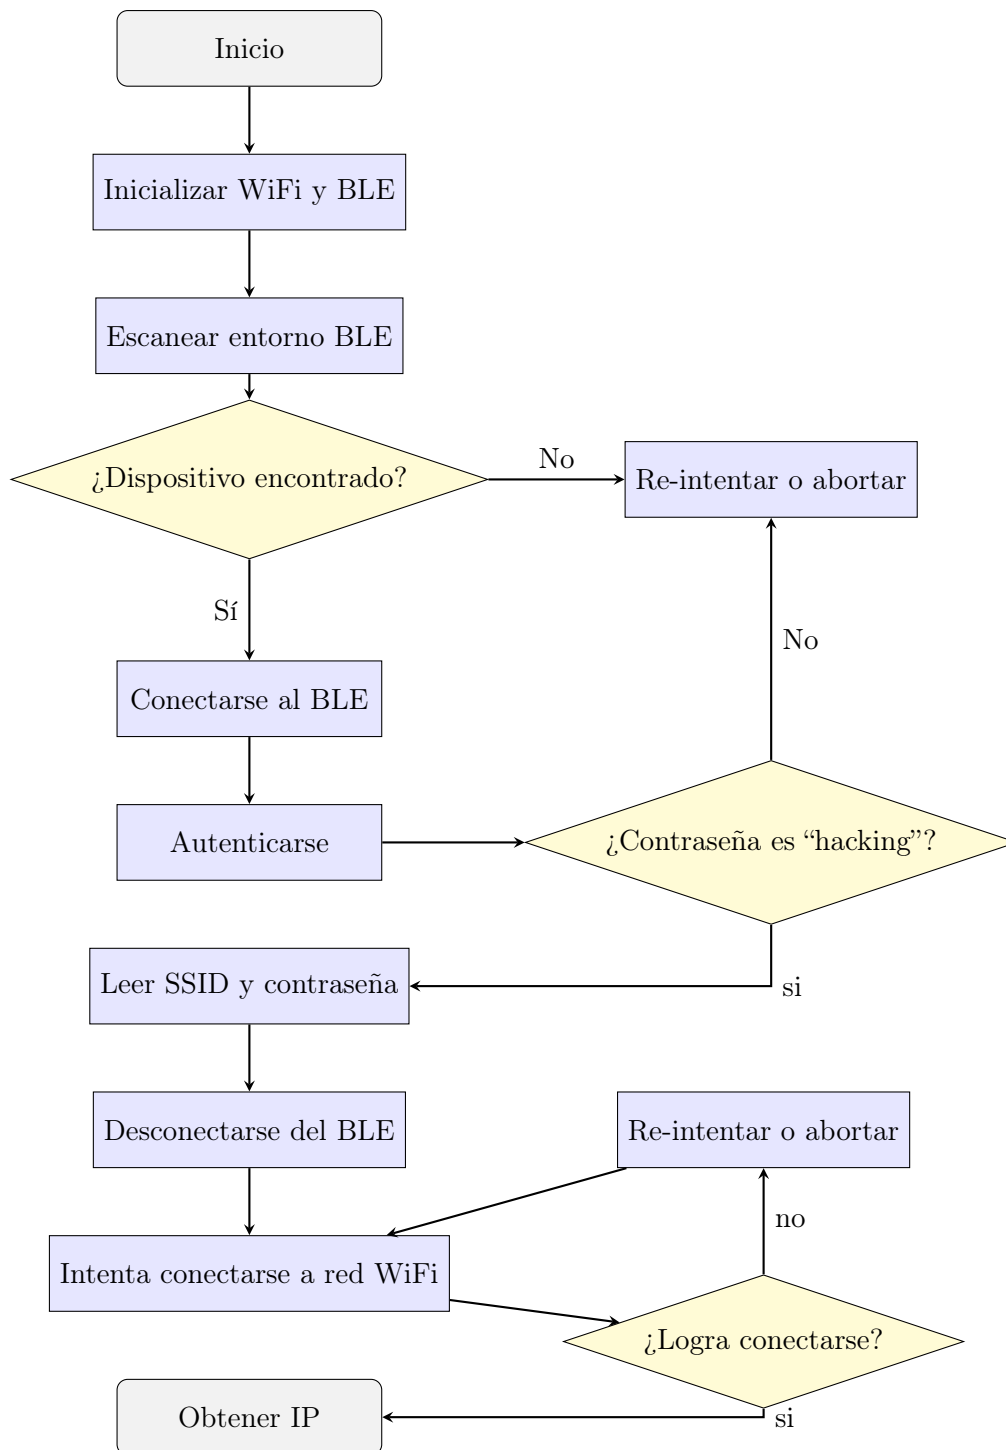 Inicio
Inicializar WiFi y BLE
Escanear entorno BLE
¿Dispositivo encontrado?
No
Re-intentar o abortar
Sí
No
Conectarse al BLE
Autenticarse
¿Contraseña es “hacking”?
Leer SSID y contraseña
si
Desconectarse del BLE
Re-intentar o abortar
no
Intenta conectarse a red WiFi
¿Logra conectarse?
Obtener IP
si